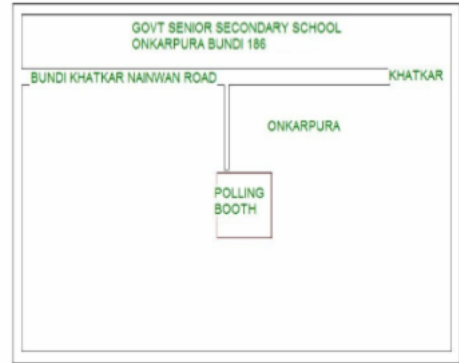 GOVT SENIOR SECONDARY SCHOOL
ONKARPURA BUNDI 186
BUNDI KHATKAR NAINWAN ROAD
KHATKAR
ONKARPURA
POLLING
BOOTH